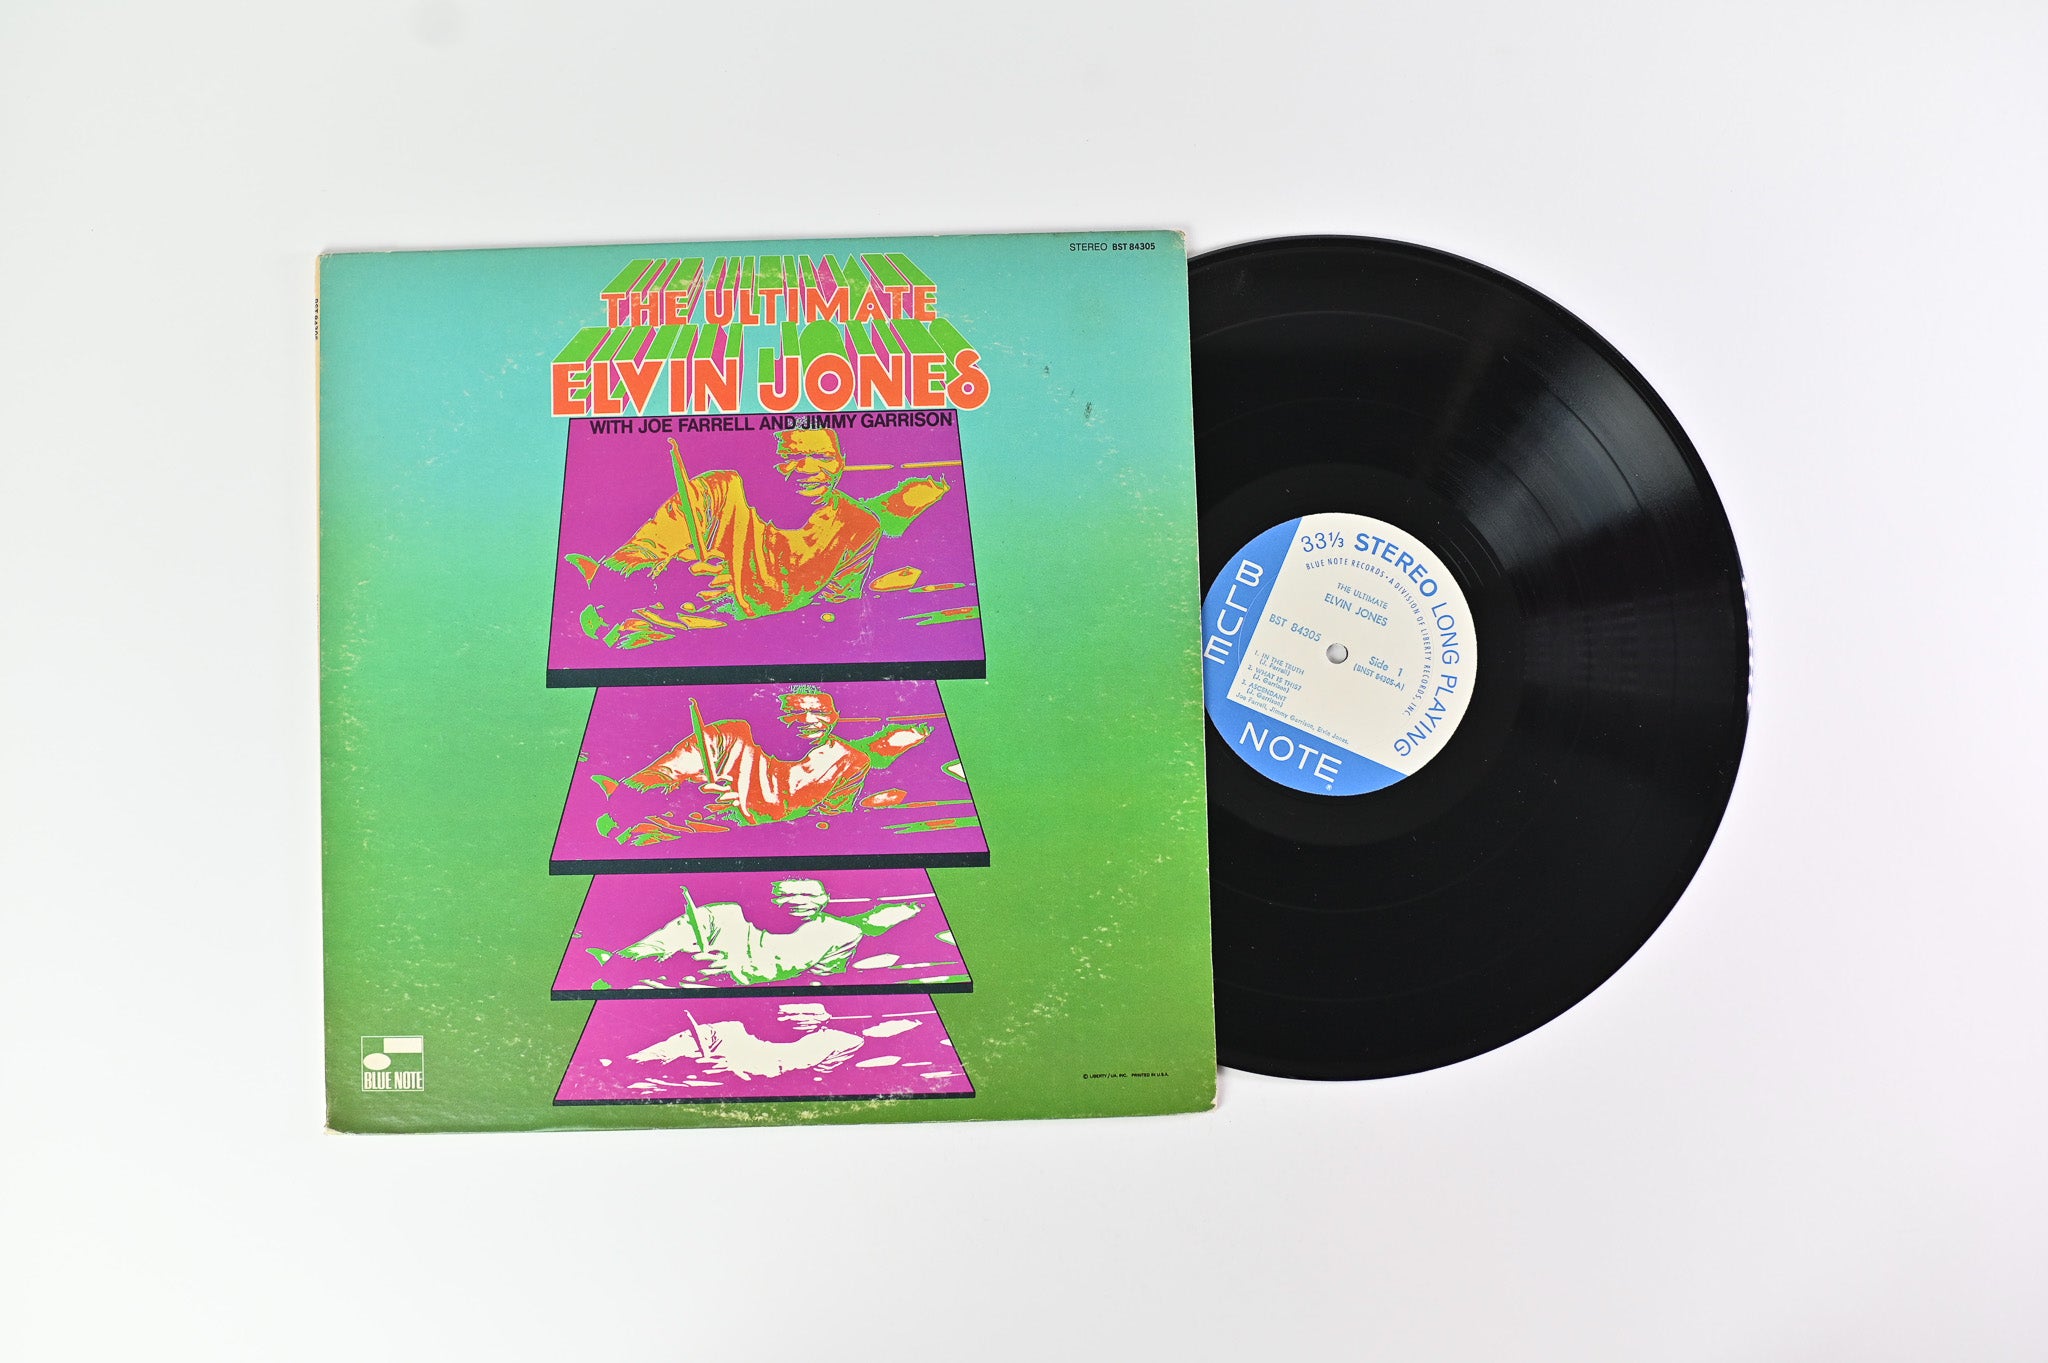 STEREO BST 84305
THE ULTIMATE
ELVIN JONES
WITH JOE FARRELL AND JIMMY GARRISON
BLUE NOTE
© LIBERTY/UA, INC. PRINTED IN U.S.A.
33 1/3 STEREO LONG PLAYING
BLUE NOTE RECORDS • A DIVISION OF LIBERTY RECORDS, INC
THE ULTIMATE
ELVIN JONES
BST 84305
Side 1
(BNST 84305-A)
1. IN THE TRUTH
(J. Farrell)
2. WHAT IS THIS?
(J. Garrison)
3. ASCENDANT
(J. Garrison)
Joe Farrell, Jimmy Garrison, Elvin Jones.
BLUE
NOTE
®